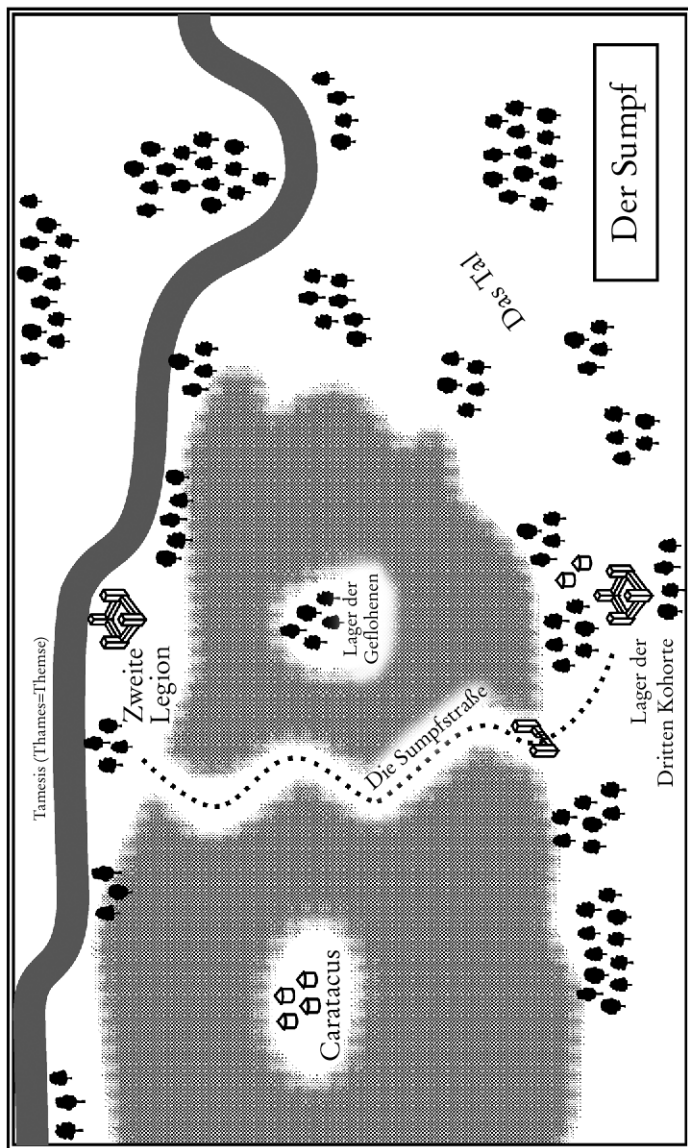 Tamesis (Thames=Themse)
Zweite
Legion
Lager der
Geflohenen
Caratacus
Die Sumpfstraße
Das Tal
Lager der
Dritten Kohorte
Der Sumpf